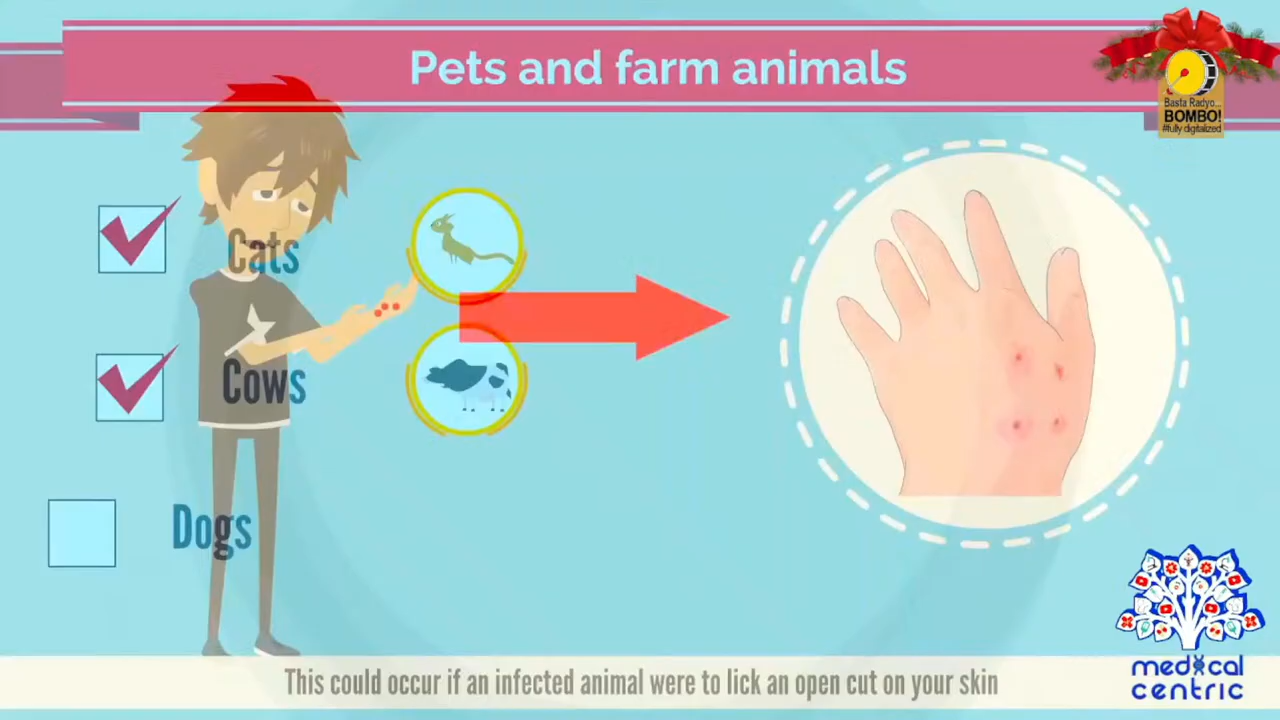 Pets and farm animals
Basta Radyo...
BOMBO!
#fully digitalized
Cats
Cows
Dogs
This could occur if an infected animal were to lick an open cut on your skin
medical
centric